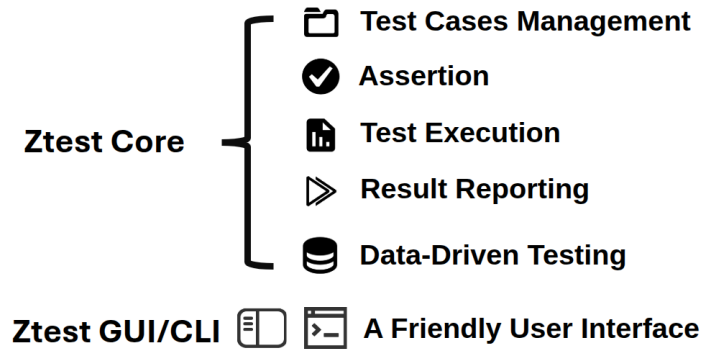 Test Cases Management
Assertion
Ztest Core
Test Execution
Result Reporting
Data-Driven Testing
Ztest GUI/CLI A Friendly User Interface